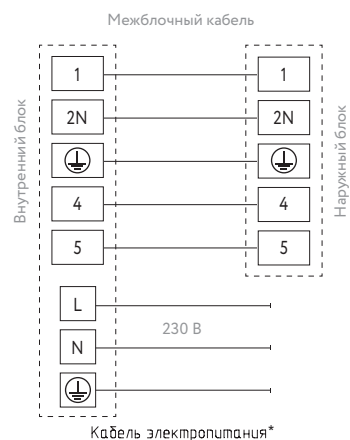 Межблочный кабель
Внутренний блок
Наружный блок
1 1
2N 2N
4 4
5 5
L
N
230 В
Кабель электропитания*